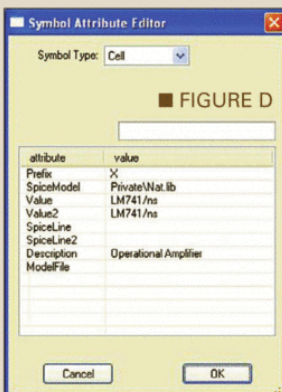 Symbol Attribute Editor
Symbol Type: Cell
■ FIGURE D
attribute value
Prefix X
SpiceModel Private\Nat.lib
Value LM741/ns
Value2 LM741/ns
SpiceLine
SpiceLine2
Description Operational Amplifier
ModelFile
Cancel OK